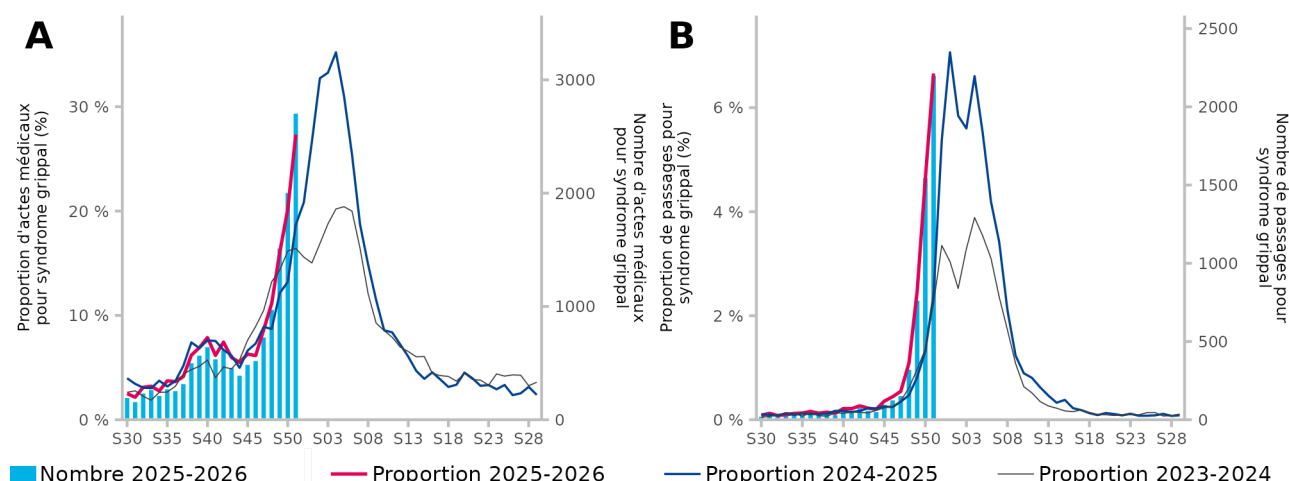 A
Proportion d'actes médicaux
pour syndrome grippal (%)
30 %
20 %
10 %
0 %
3000
2000
1000
0
Nombre d'actes médicaux
pour syndrome grippal
S30 S35 S40 S45 S50 S03 S08 S13 S18 S23 S28
B
Proportion de passages pour
syndrome grippal (%)
6 %
4 %
2 %
0 %
2500
2000
1500
1000
500
0
Nombre de passages pour
syndrome grippal
S30 S35 S40 S45 S50 S03 S08 S13 S18 S23 S28
Nombre 2025-2026 Proportion 2025-2026 Proportion 2024-2025 Proportion 2023-2024